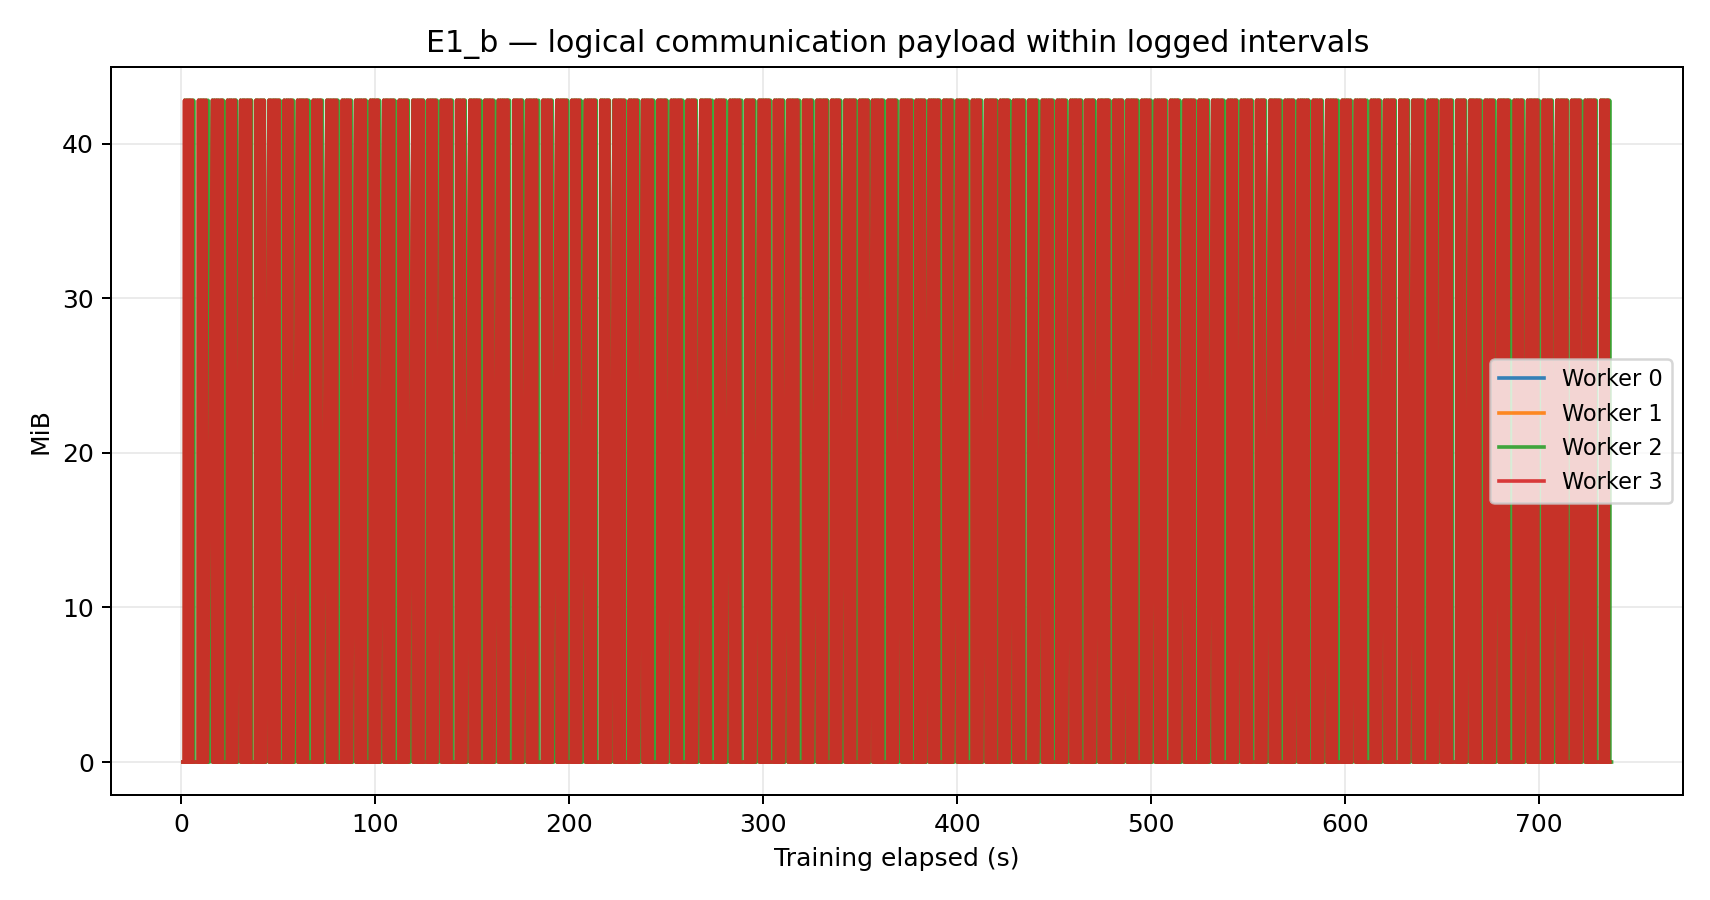 E1_b — logical communication payload within logged intervals
MiB
40
30
20
10
0
Worker 0
Worker 1
Worker 2
Worker 3
0 100 200 300 400 500 600 700
Training elapsed (s)